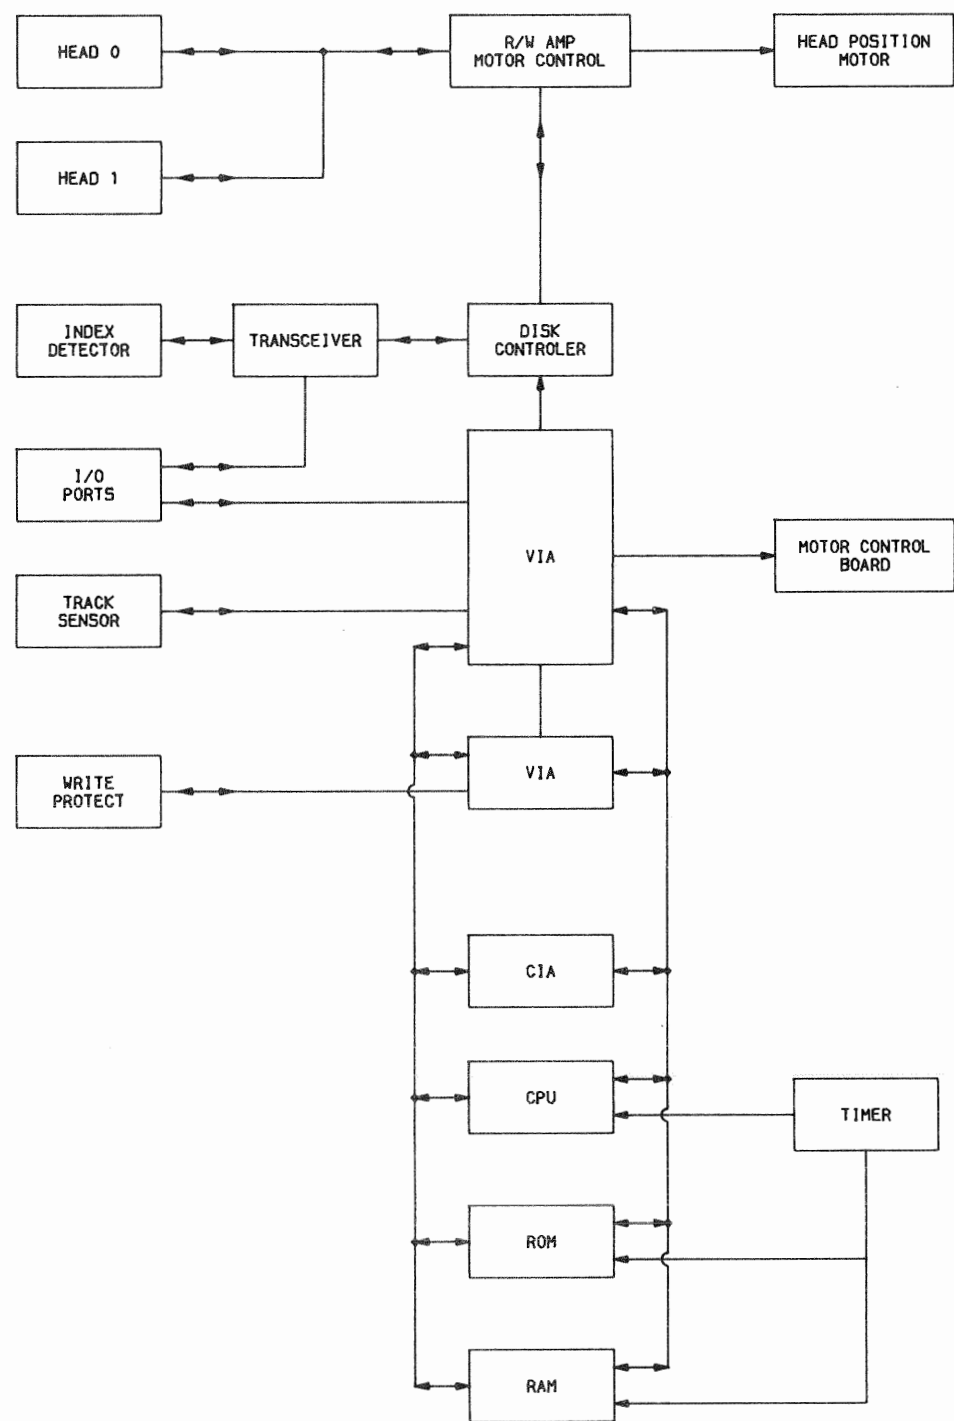 HEAD 0
R/W AMP
MOTOR CONTROL
HEAD POSITION
MOTOR
HEAD 1
INDEX
DETECTOR
TRANSCEIVER
DISK
CONTROLER
I/O
PORTS
VIA
MOTOR CONTROL
BOARD
TRACK
SENSOR
WRITE
PROTECT
VIA
CIA
CPU
TIMER
ROM
RAM